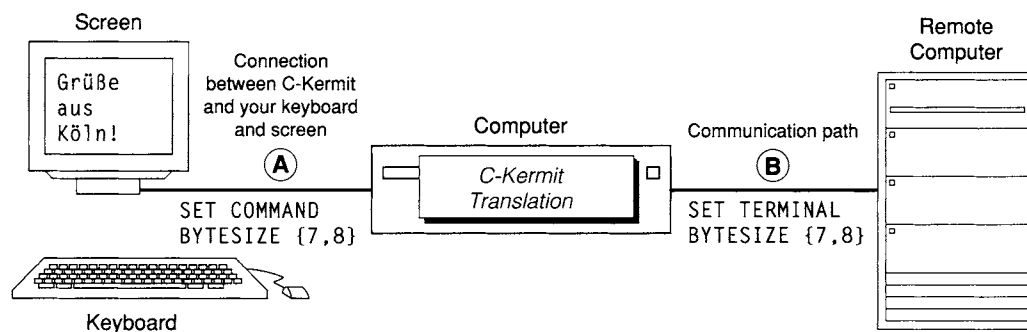 Screen
Grüße
aus
Köln!
Connection
between C-Kermit
and your keyboard
and screen
A
SET COMMAND
BYTESIZE {7,8}
Keyboard
Computer
C-Kermit
Translation
Communication path
B
SET TERMINAL
BYTESIZE {7,8}
Remote
Computer